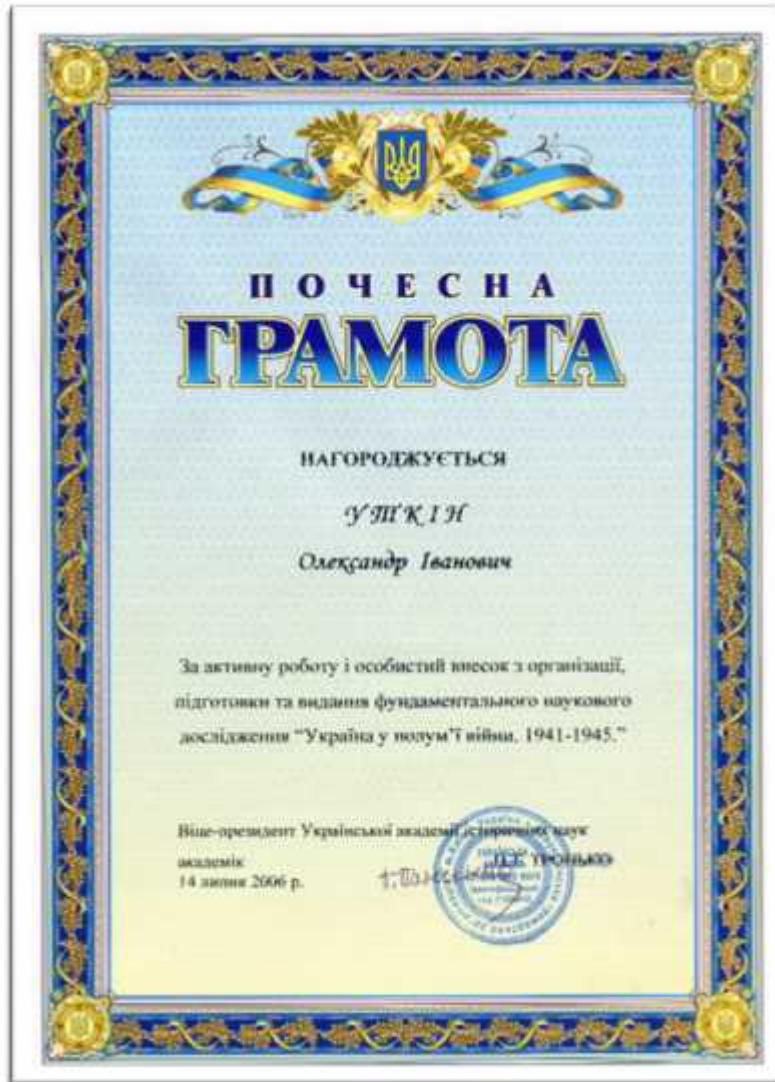 ПОЧЕСНА
ГРАМОТА
НАГОРОДЖУЄТЬСЯ
УТКІН
Олександр Іванович
За активну роботу і особистий внесок з організації,
підготовки та видання фундаментального наукового
дослідження “Україна у полум’ї війни. 1941-1945.”
Віце-президент Української академії історичних наук
академік П.Т. ТРОНЬКО
14 липня 2006 р.